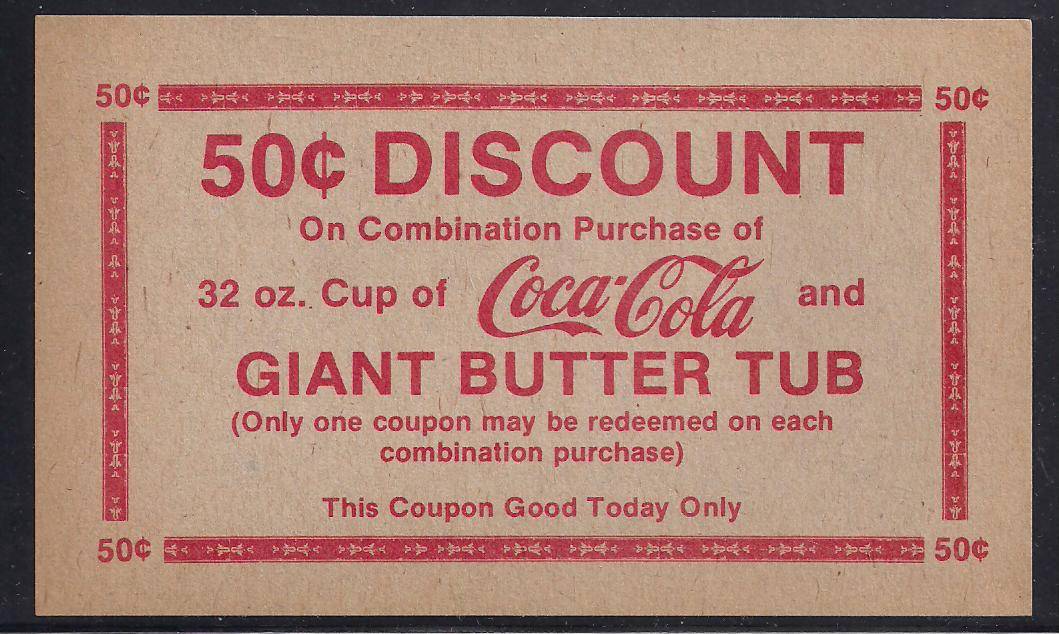 50¢ 50¢
50¢ DISCOUNT
On Combination Purchase of
32 oz. Cup of Coca-Cola and
GIANT BUTTER TUB
(Only one coupon may be redeemed on each
combination purchase)
This Coupon Good Today Only
50¢ 50¢